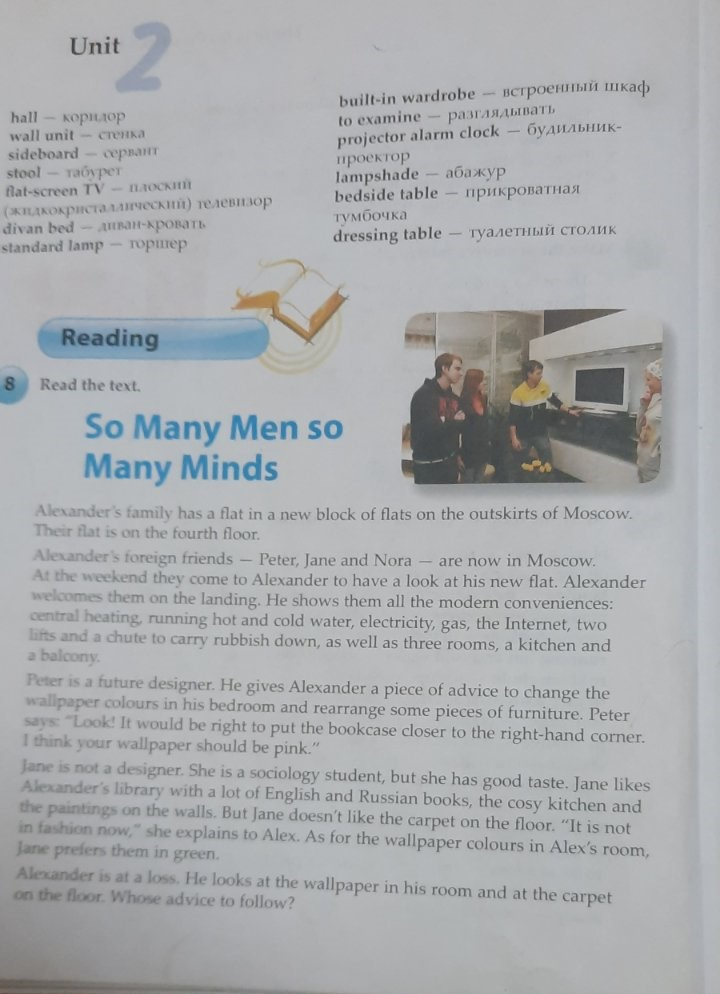 Unit 2
hall — коридор
wall unit — стенка
sideboard — сервант
stool — табурет
flat-screen TV — плоский
(жидкокристаллический) телевизор
divan bed — диван-кровать
standard lamp — торшер
built-in wardrobe — встроенный шкаф
to examine — разглядывать
projector alarm clock — будильник-
проектор
lampshade — абажур
bedside table — прикроватная
тумбочка
dressing table — туалетный столик
Reading
8 Read the text.
So Many Men so
Many Minds
Alexander's family has a flat in a new block of flats on the outskirts of Moscow.
Their flat is on the fourth floor.
Alexander's foreign friends — Peter, Jane and Nora — are now in Moscow.
At the weekend they come to Alexander to have a look at his new flat. Alexander
welcomes them on the landing. He shows them all the modern conveniences:
central heating, running hot and cold water, electricity, gas, the Internet, two
lifts and a chute to carry rubbish down, as well as three rooms, a kitchen and
a balcony.
Peter is a future designer. He gives Alexander a piece of advice to change the
wallpaper colours in his bedroom and rearrange some pieces of furniture. Peter
says: "Look! It would be right to put the bookcase closer to the right-hand corner.
I think your wallpaper should be pink."
Jane is not a designer. She is a sociology student, but she has good taste. Jane likes
Alexander's library with a lot of English and Russian books, the cosy kitchen and
the paintings on the walls. But Jane doesn't like the carpet on the floor. "It is not
in fashion now," she explains to Alex. As for the wallpaper colours in Alex's room,
Jane prefers them in green.
Alexander is at a loss. He looks at the wallpaper in his room and at the carpet
on the floor. Whose advice to follow?